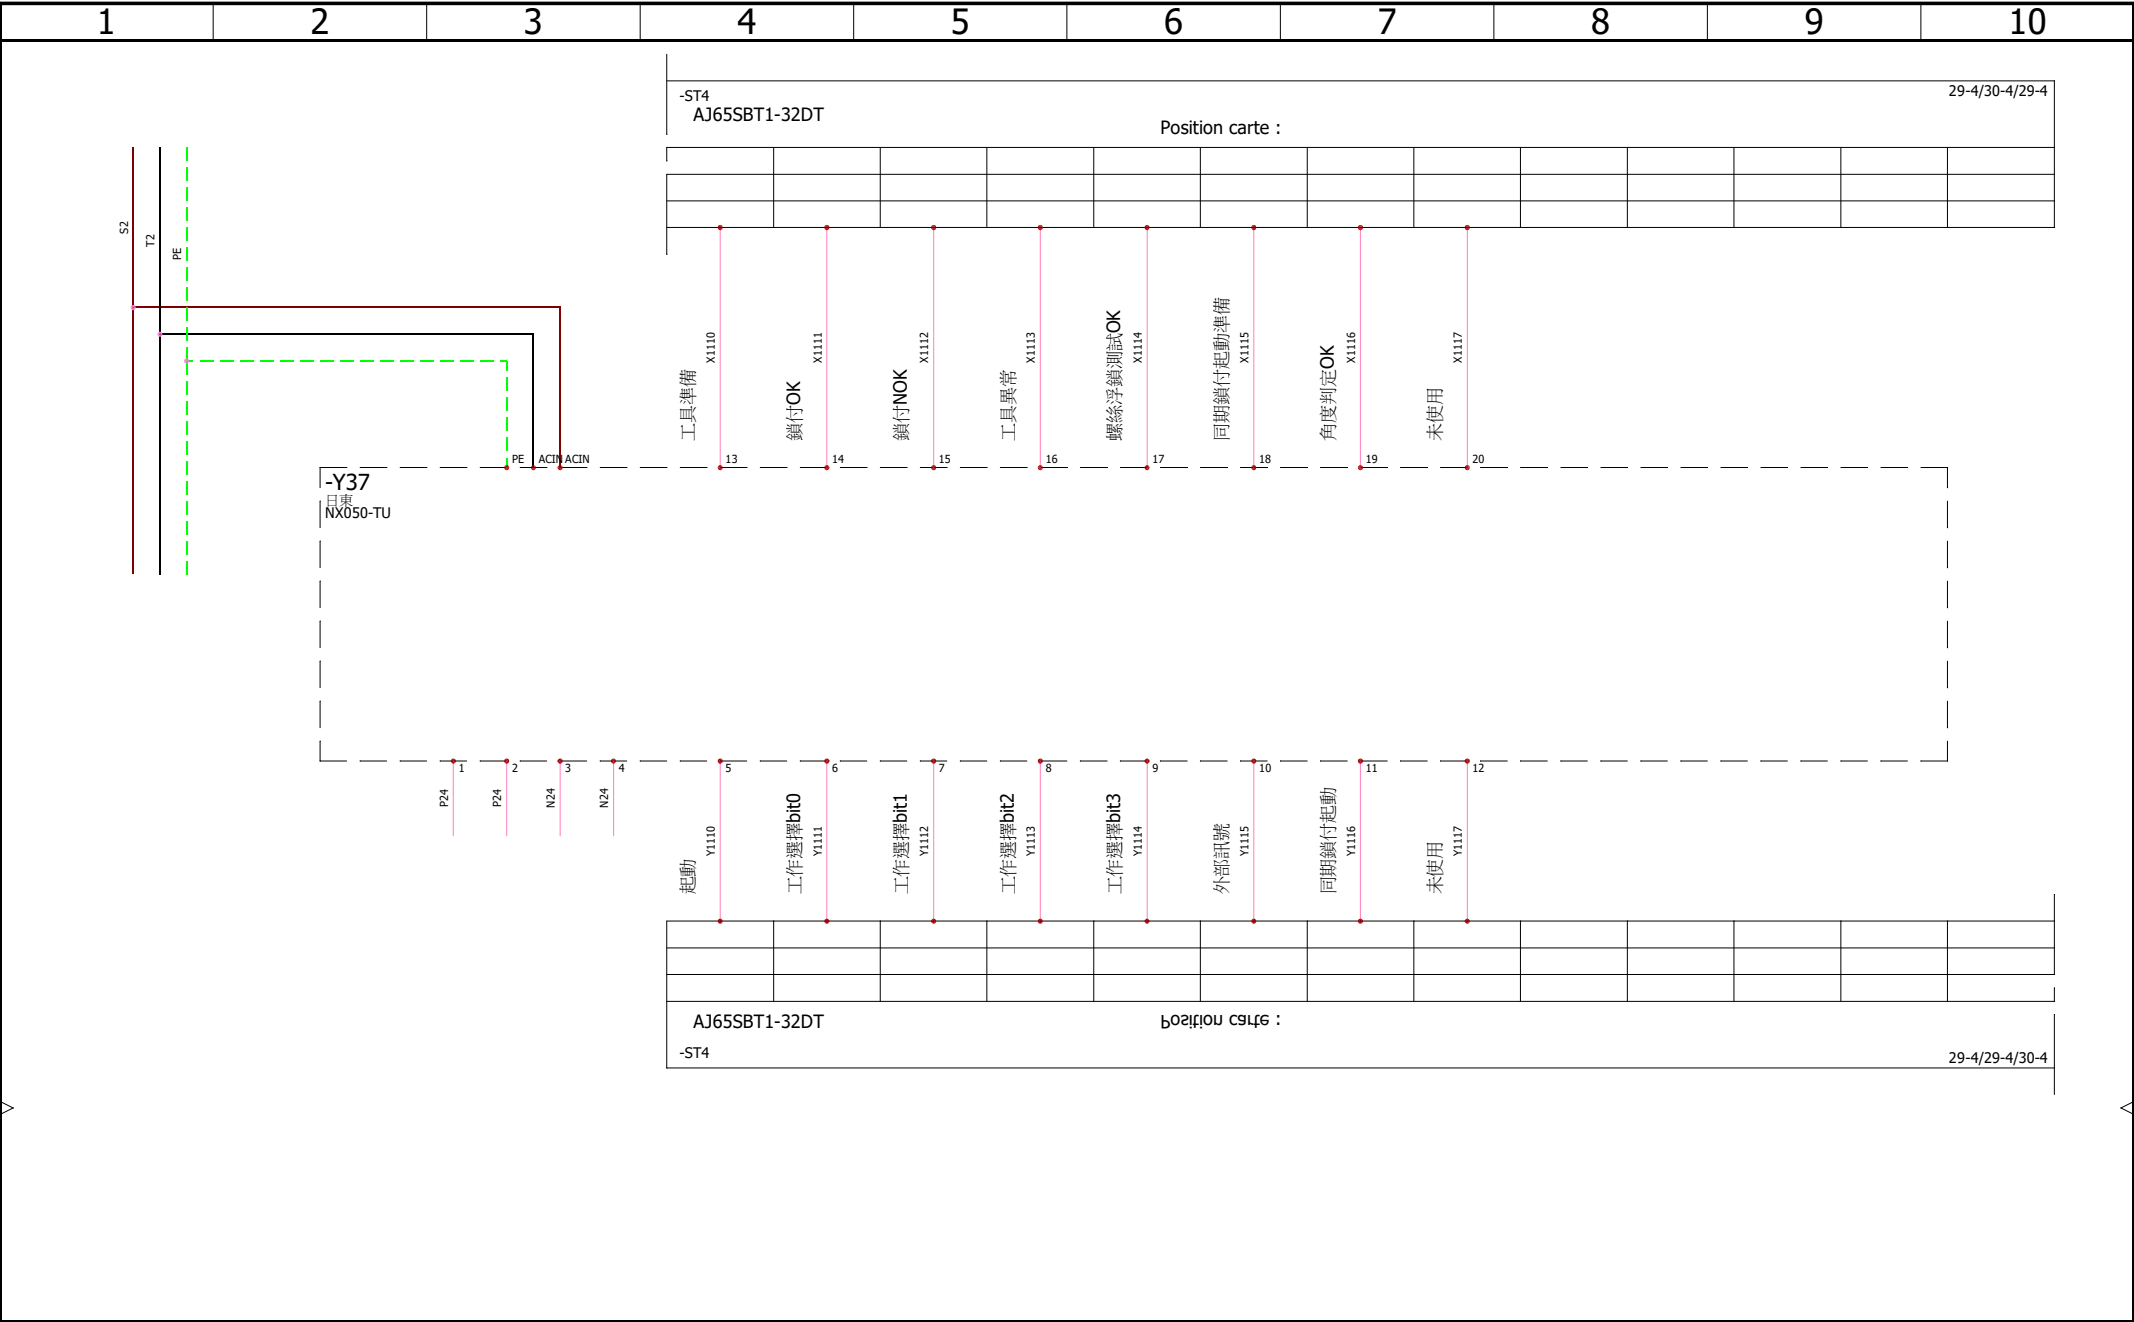 1 2 3 4 5 6 7 8 9 10
-ST4
29-4/30-4/29-4
AJ65SBT1-32DT
Position carte :
S2
T2
PE
工具準備
X1110
鎖付OK
X1111
鎖付NOK
X1112
工具異常
X1113
螺絲浮鎖測試OK
X1114
同期鎖付起動準備
X1115
角度判定OK
X1116
未使用
X1117
PE ACIN ACIN 13 14 15 16 17 18 19 20
-Y37
日東
NX050-TU
1 2 3 4 5 6 7 8 9 10 11 12
P24
P24
N24
N24
起動
Y1110
工作選擇bit0
Y1111
工作選擇bit1
Y1112
工作選擇bit2
Y1113
工作選擇bit3
Y1114
外部訊號
Y1115
同期鎖付起動
Y1116
未使用
Y1117
AJ65SBT1-32DT
Position carte :
-ST4
29-4/29-4/30-4